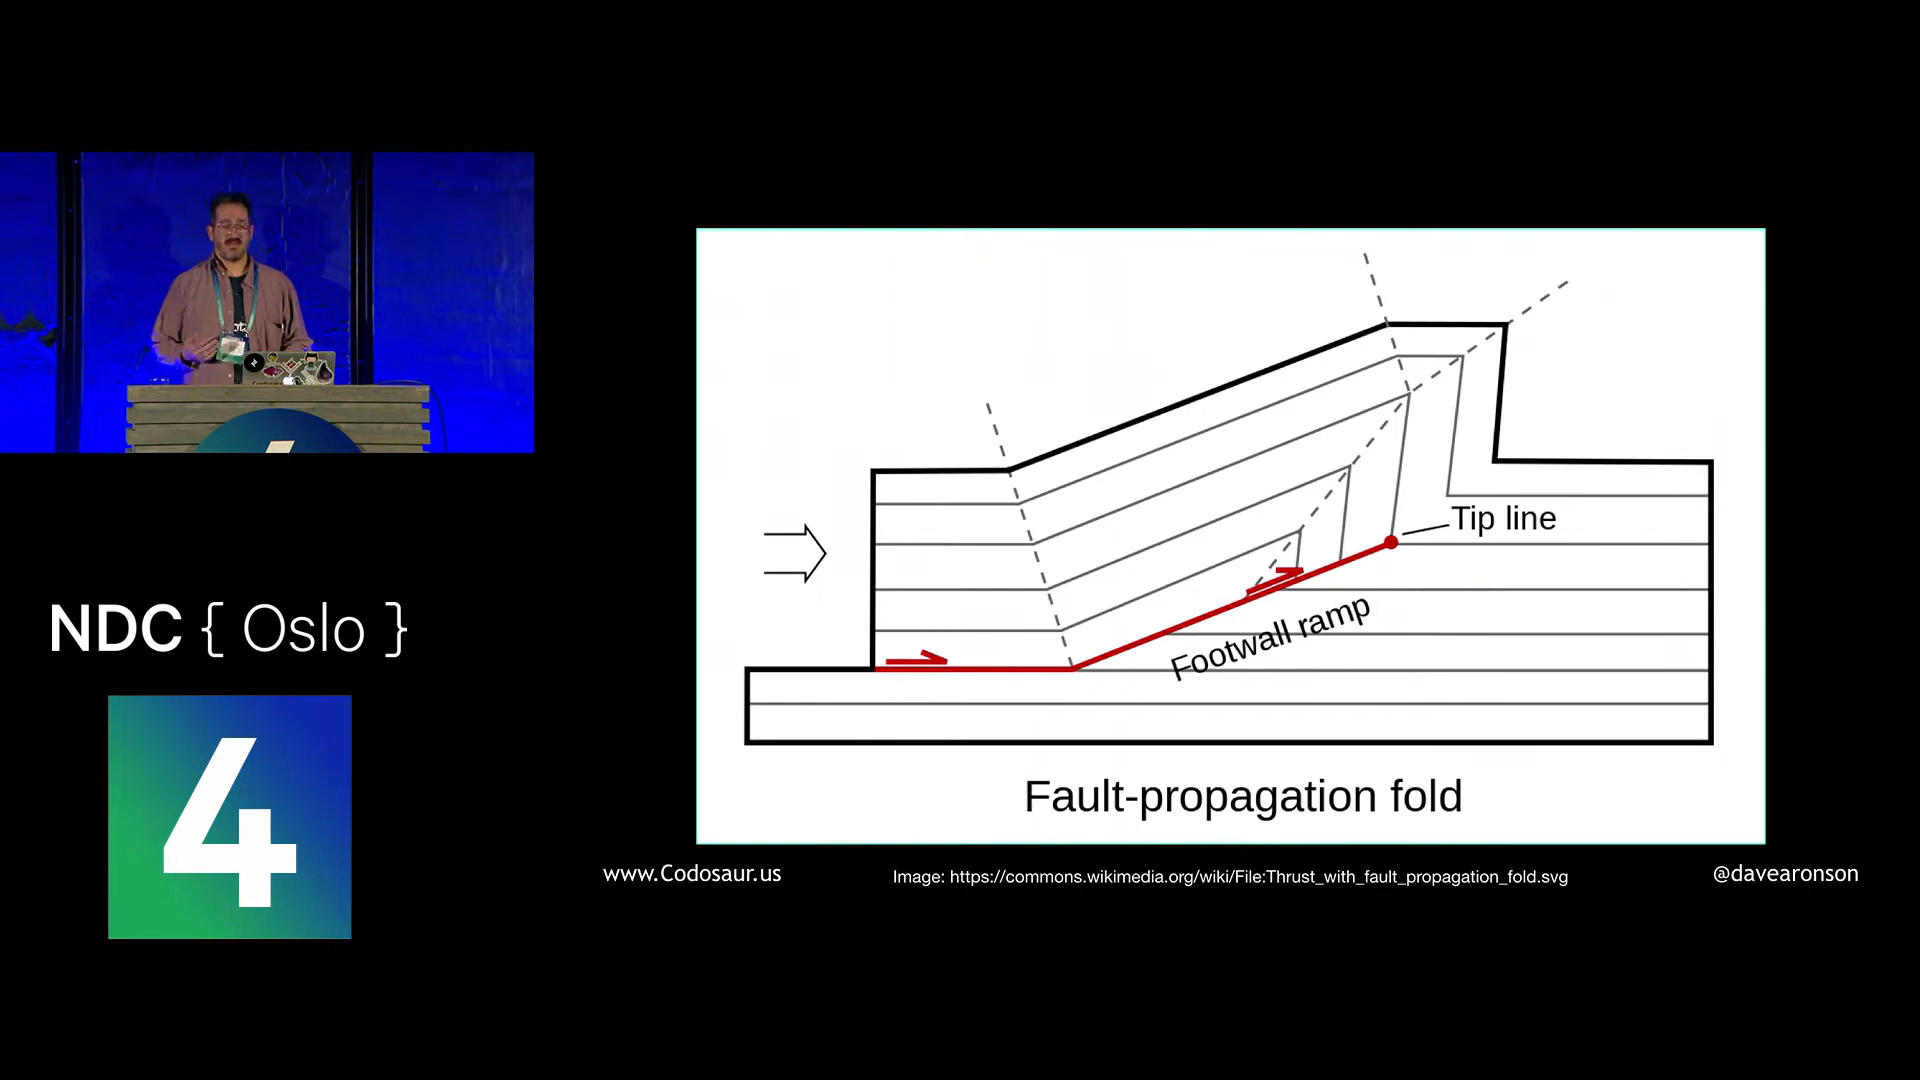 Tip line
Footwall ramp
Fault-propagation fold
NDC { Oslo }
4
www.Codosaur.us
Image: https://commons.wikimedia.org/wiki/File:Thrust_with_fault_propagation_fold.svg
@davearonson